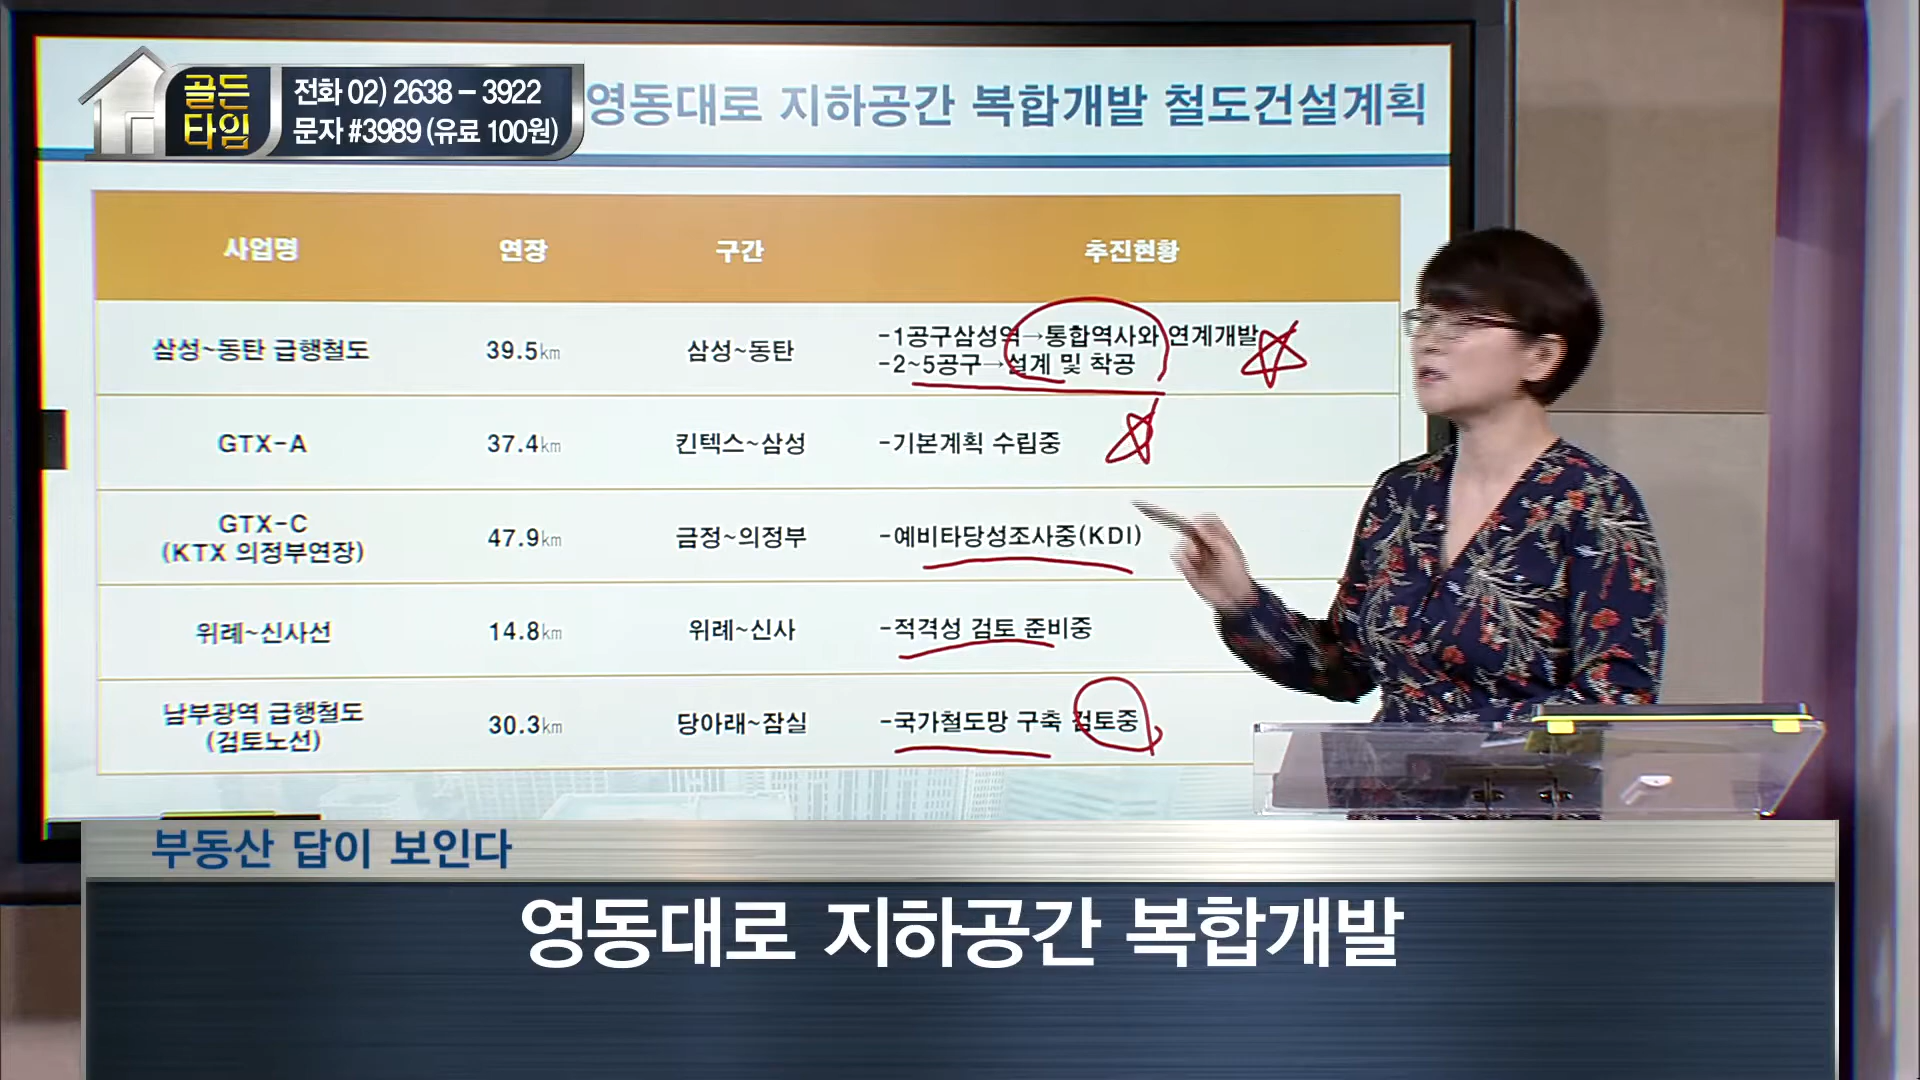 골든
타임
전화 02) 2638 - 3922
문자 #3989 (유료 100원)
영동대로 지하공간 복합개발 철도건설계획
사업명 연장 구간 추진현황
삼성~동탄 급행철도 39.5km 삼성~동탄
-1공구삼성역→통합역사와 연계개발
-2~5공구→설계 및 착공
GTX-A 37.4km 킨텍스~삼성 -기본계획 수립중
GTX-C
(KTX 의정부연장) 47.9km 금정~의정부 -예비타당성조사중(KDI)
위례~신사선 14.8km 위례~신사 -적격성 검토 준비중
남부광역 급행철도
(검토노선) 30.3km 당아래~잠실 -국가철도망 구축 검토중
부동산 답이 보인다
영동대로 지하공간 복합개발